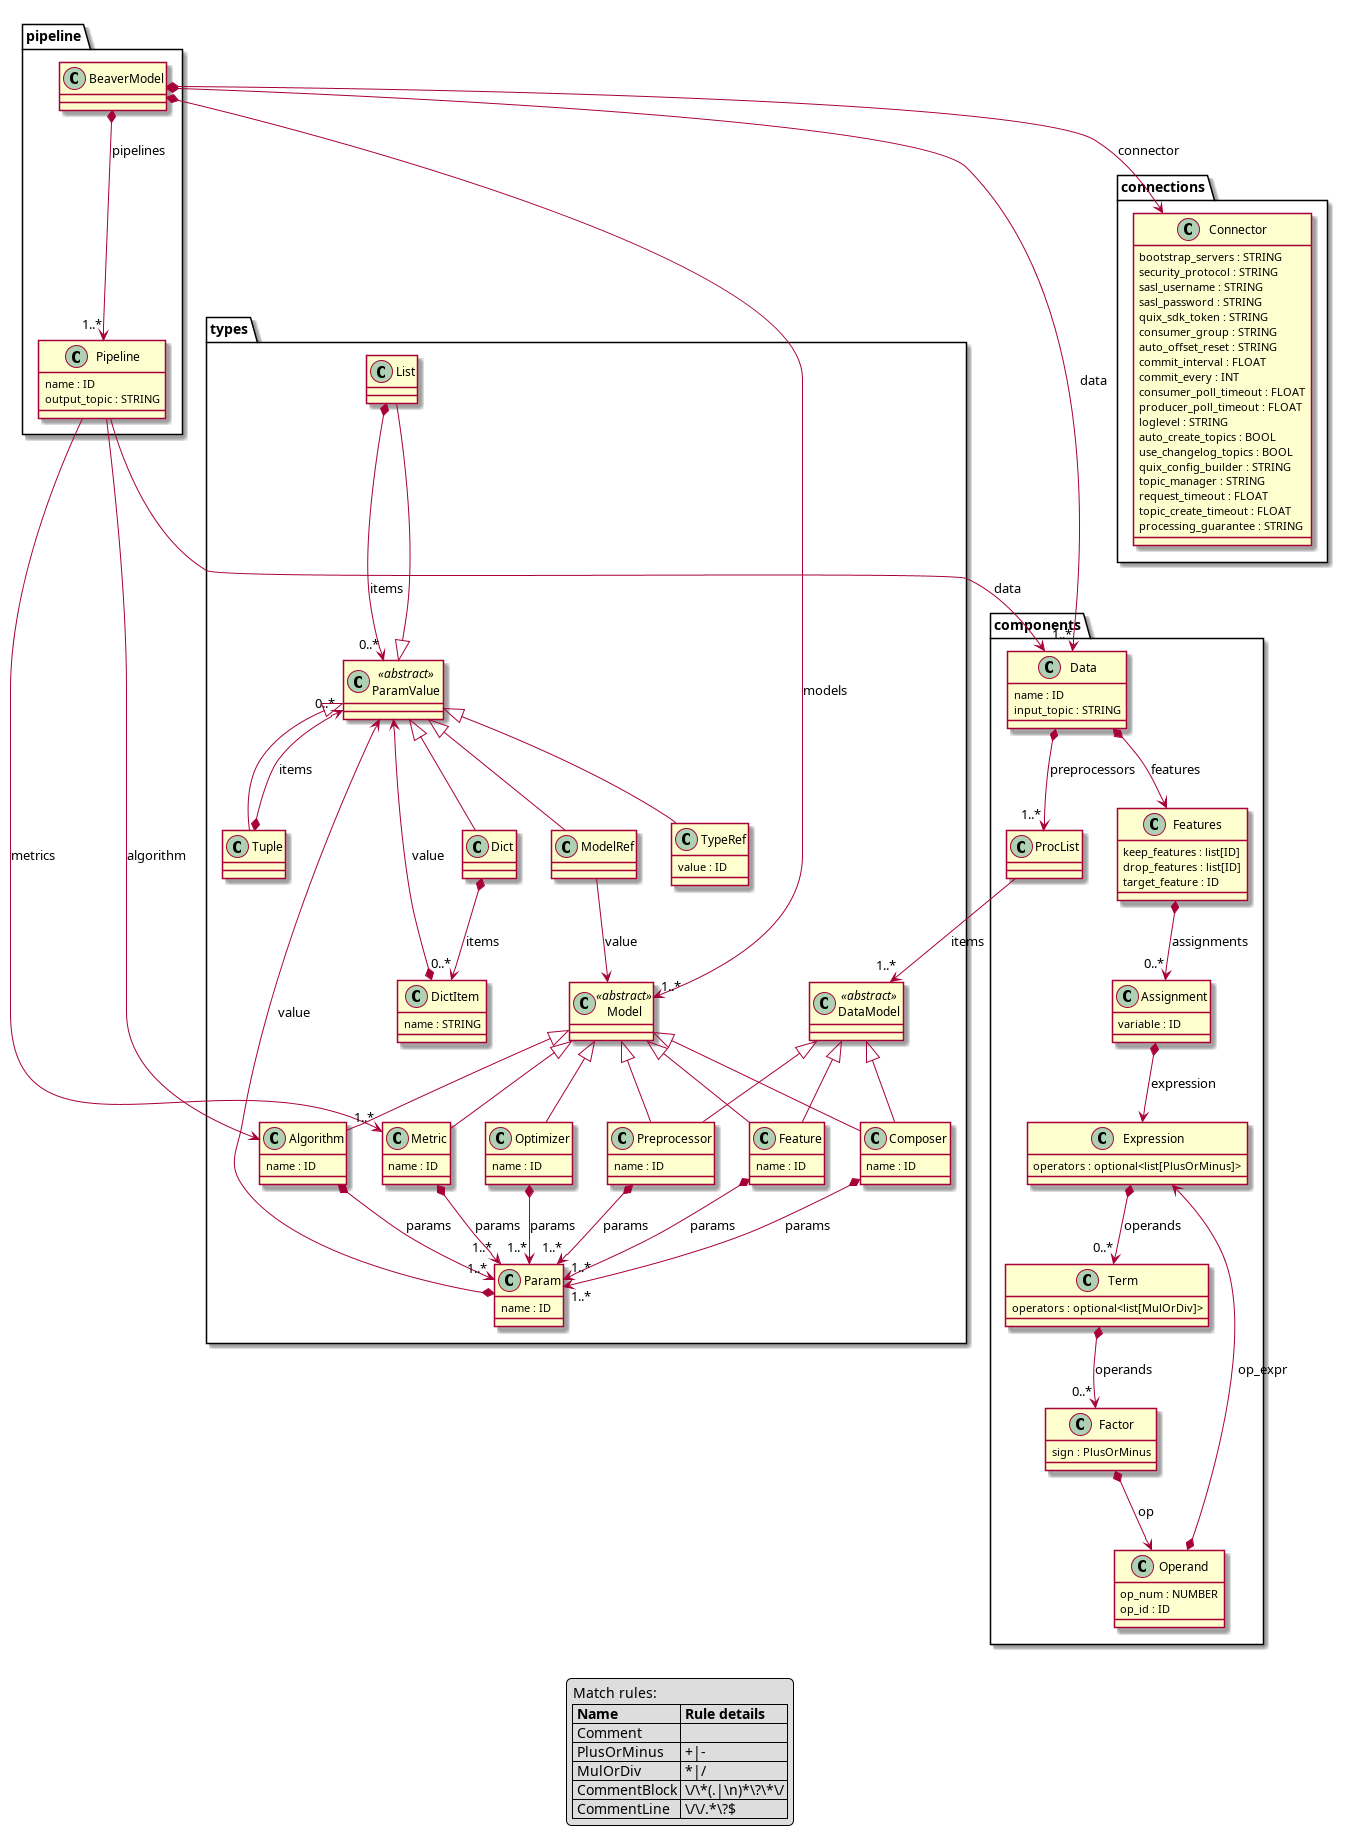 pipeline
C BeaverModel
pipelines
1..*
C Pipeline
name : ID
output_topic : STRING
connector
connections
C Connector
bootstrap_servers : STRING
security_protocol : STRING
sasl_username : STRING
sasl_password : STRING
quix_sdk_token : STRING
consumer_group : STRING
auto_offset_reset : STRING
commit_interval : FLOAT
commit_every : INT
consumer_poll_timeout : FLOAT
producer_poll_timeout : FLOAT
loglevel : STRING
auto_create_topics : BOOL
use_changelog_topics : BOOL
quix_config_builder : STRING
topic_manager : STRING
request_timeout : FLOAT
topic_create_timeout : FLOAT
processing_guarantee : STRING
data
types
C List
items
0..*
C «abstract»
ParamValue
0..*
items
models
data
metrics
algorithm
value
value
C Tuple
C Dict
C ModelRef
C TypeRef
value : ID
items
0..*
value
C DictItem
name : STRING
1..*
C «abstract»
Model
items
1..*
C «abstract»
DataModel
1..*
C Algorithm
name : ID
C Metric
name : ID
C Optimizer
name : ID
C Preprocessor
name : ID
C Feature
name : ID
C Composer
name : ID
params
params
params
params
params
params
1..*
1..*
1..*
1..*
1..*
1..*
C Param
name : ID
components
1..*
C Data
name : ID
input_topic : STRING
preprocessors
features
1..*
C ProcList
C Features
keep_features : list[ID]
drop_features : list[ID]
target_feature : ID
assignments
0..*
C Assignment
variable : ID
expression
C Expression
operators : optional<list[PlusOrMinus]>
operands
0..*
C Term
operators : optional<list[MulOrDiv]>
operands
0..*
op_expr
C Factor
sign : PlusOrMinus
op
C Operand
op_num : NUMBER
op_id : ID
Match rules:
Name Rule details
Comment
PlusOrMinus +|-
MulOrDiv *|/
CommentBlock \/\*(.|\n)*\?\*\/
CommentLine \/\/.*\?$